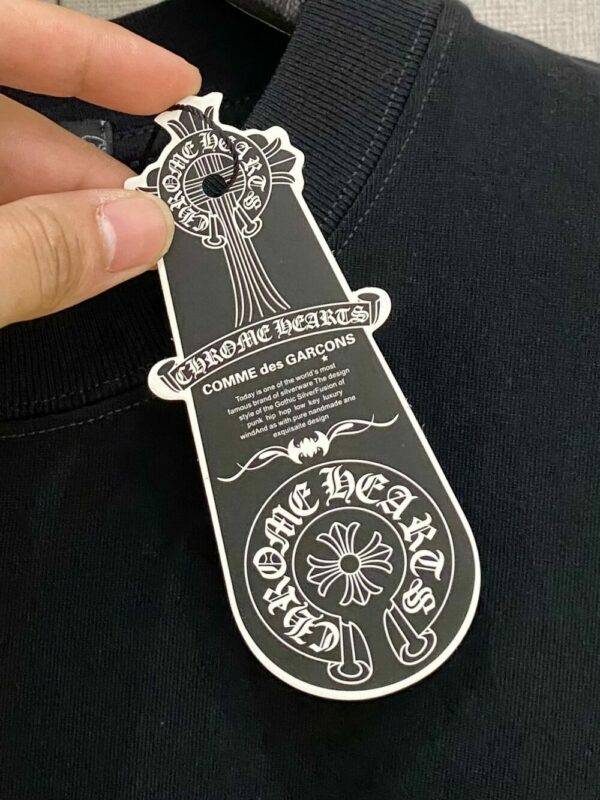 CHROME HEARTS
CHROME HEARTS
COMME des GARCONS
Today is one of the world's most
famous brand of silverware The design
style of the Gothic SilverFusion of
punk hip hop low key luxury
windAnd as with pure nandmade ane
exquisaite design
CHROME HEARTS